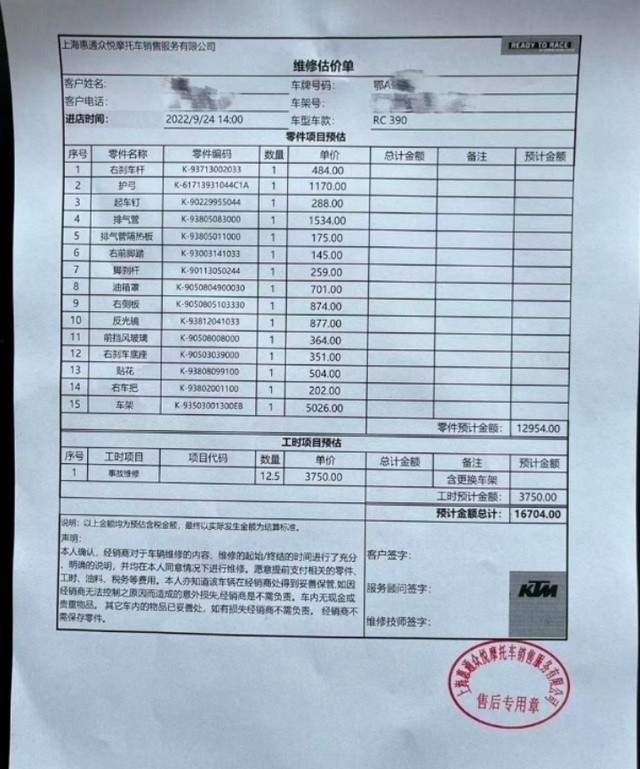 上海惠通众悦摩托车销售服务有限公司 READY TO RACE
维修估价单
客户姓名: 车牌号码: 鄂A
客户电话: 车架号:
进店时间: 2022/9/24 14:00 车型车款: RC 390
零件项目预估
序号 零件名称 零件编码 数量 单价 总计金额 备注 预计金额
1 右刹车杆 K-93713002033 1 484.00
2 护弓 K-61713931044C1A 1 1170.00
3 起车钉 K-90229955044 1 288.00
4 排气管 K-93805083000 1 1534.00
5 排气管隔热板 K-93805011000 1 175.00
6 右前脚踏 K-93003141033 1 145.00
7 脚刹杆 K-90113050244 1 259.00
8 油箱罩 K-9050804900030 1 701.00
9 右侧板 K-9050805103330 1 874.00
10 反光镜 K-93812041033 1 877.00
11 前挡风玻璃 K-90508008000 1 364.00
12 右刹车底座 K-90503039000 1 351.00
13 贴花 K-93808099100 1 504.00
14 右车把 K-93802001100 1 202.00
15 车架 K-93503001300EB 1 5026.00
零件预计金额: 12954.00
工时项目预估
序号 工时项目 项目代码 数量 单价 总计金额 备注 预计金额
1 事故维修 12.5 3750.00 含更换车架
工时预计金额: 3750.00
预计金额总计: 16704.00
说明: 以上金额均为预估含税金额, 最终以实际发生金额为结算标准。
声明:
本人确认, 经销商对于车辆维修的内容、维修的起始/终结的时间进行了充分
、明确的说明, 并均在本人同意情况下进行维修。愿意提前支付相关的零件、
工时、油料、税务等费用。本人亦知道该车辆在经销商处得到妥善保管,如因
经销商无法控制之原因而造成的意外损失,经销商是不需负责。车内无现金或
贵重物品。 其它车内的物品已妥善处、如有损失经销商不需负责。 经销商不
需保存零件。
客户签字:
服务顾问签字:
维修技师签字:
KTM
上海惠通众悦摩托车销售服务有限公司
售后专用章